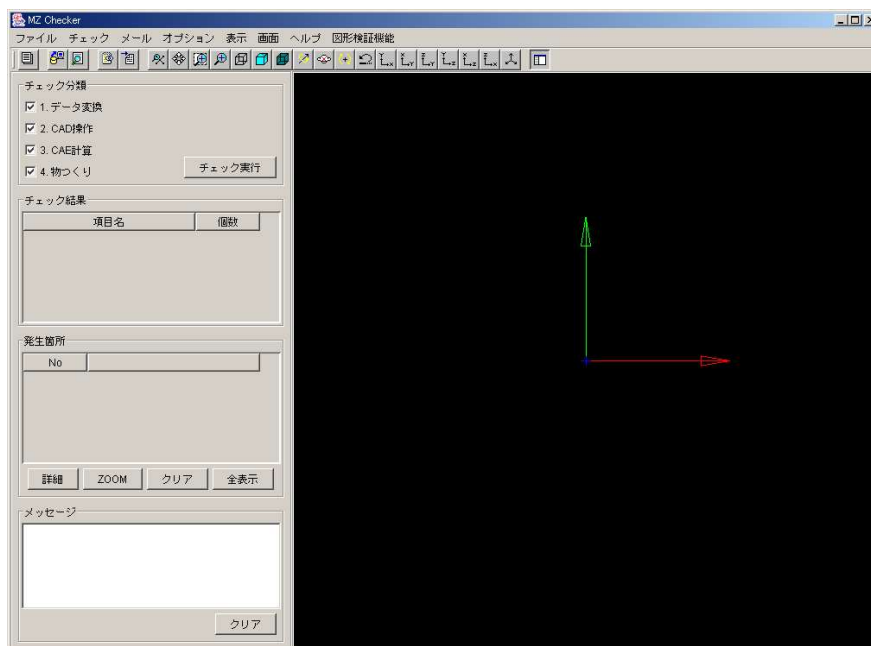 MZ Checker
ファイル チェック メール オプション 表示 画面 ヘルプ 図形検証機能
チェック分類
1. データ変換
2. CAD操作
3. CAE計算
4. 物つくり
チェック実行
チェック結果
項目名 個数
発生箇所
No
詳細 ZOOM クリア 全表示
メッセージ
クリア